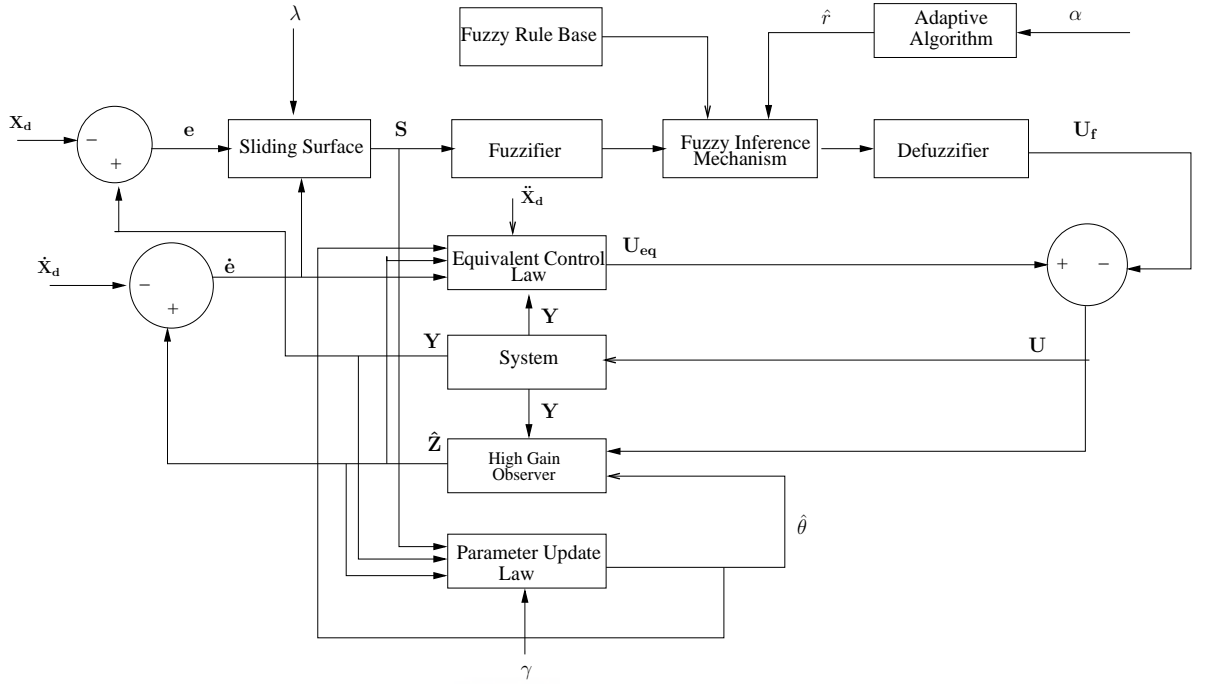 λ
Fuzzy Rule Base
r̂
Adaptive
Algorithm
α
X_d
−
+
e
Sliding Surface
S
Fuzzifier
Fuzzy Inference
Mechanism
Defuzzifier
U_f
Ẍ_d
Ẋ_d
−
+
ė
Equivalent Control
Law
U_eq
+
−
Y
Y
System
U
Y
Ẑ
High Gain
Observer
θ̂
Parameter Update
Law
γ